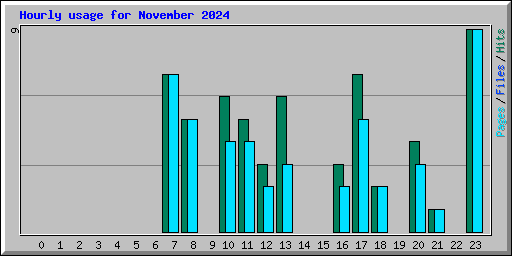 Hourly usage for November 2024
9
Pages / Files / Hits
0 1 2 3 4 5 6 7 8 9 10 11 12 13 14 15 16 17 18 19 20 21 22 23